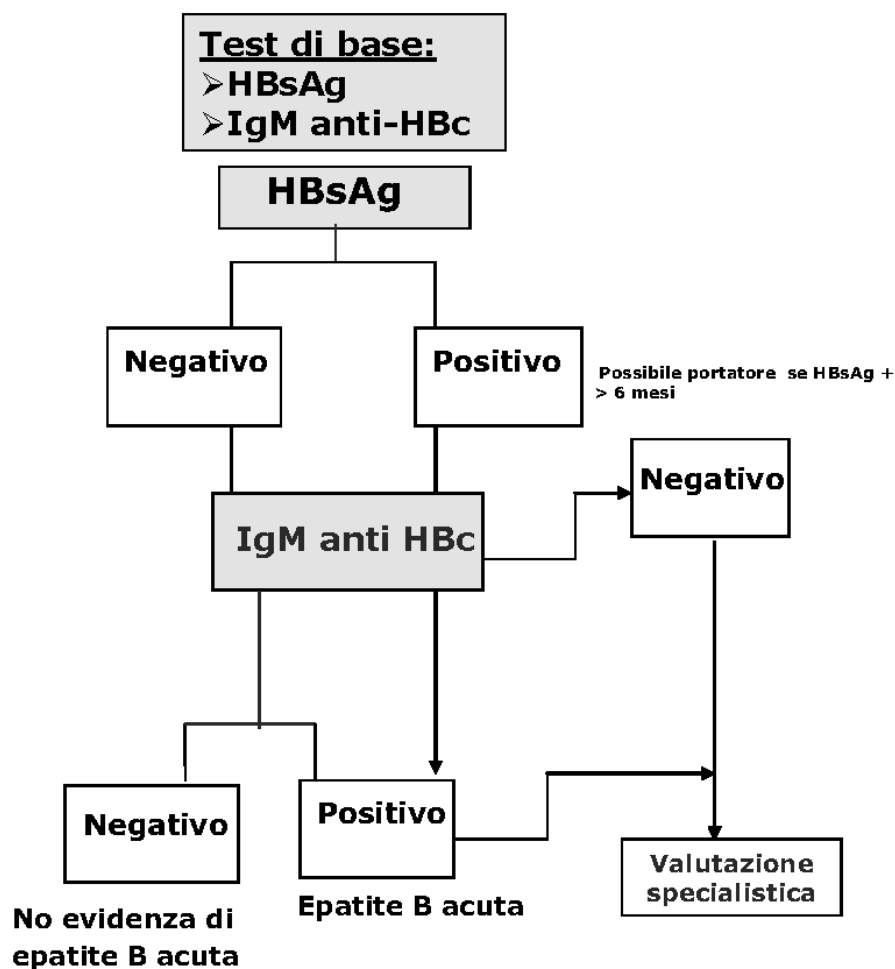 Test di base:
➢HBsAg
➢IgM anti-HBc
HBsAg
Negativo
Positivo
Possibile portatore se HBsAg +
> 6 mesi
Negativo
IgM anti HBc
Negativo
Positivo
Valutazione
specialistica
Epatite B acuta
No evidenza di
epatite B acuta